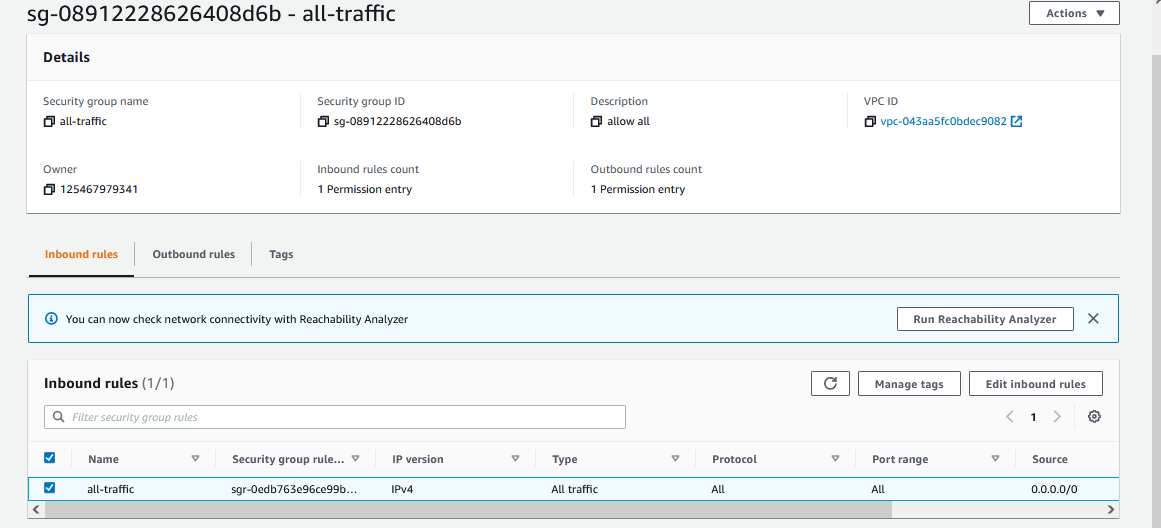 sg-08912228626408d6b - all-traffic
Actions
Details
Security group name
Security group ID
Description
VPC ID
all-traffic
sg-08912228626408d6b
allow all
vpc-043aa5fc0bdec9082
Owner
Inbound rules count
Outbound rules count
125467979341
1 Permission entry
1 Permission entry
Inbound rules
Outbound rules
Tags
You can now check network connectivity with Reachability Analyzer
Run Reachability Analyzer
Inbound rules (1/1)
Manage tags
Edit inbound rules
Filter security group rules
1
Name
Security group rule...
IP version
Type
Protocol
Port range
Source
all-traffic
sgr-0edb763e96ce99b...
IPv4
All traffic
All
All
0.0.0.0/0